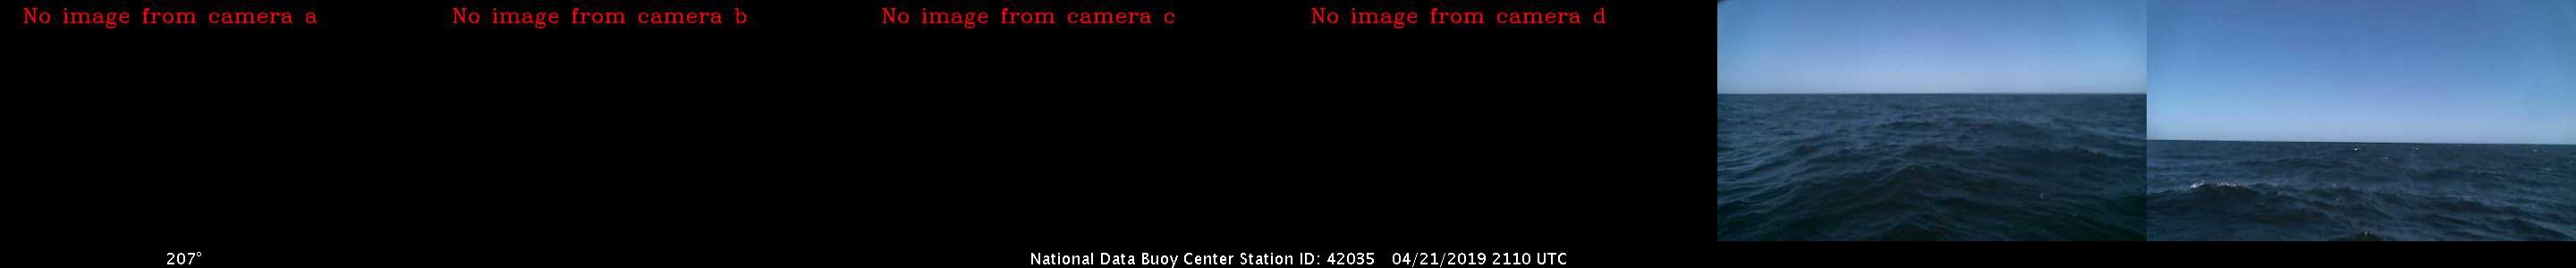 No image from camera a
No image from camera b
No image from camera c
No image from camera d
207°
National Data Buoy Center Station ID: 42035 04/21/2019 2110 UTC